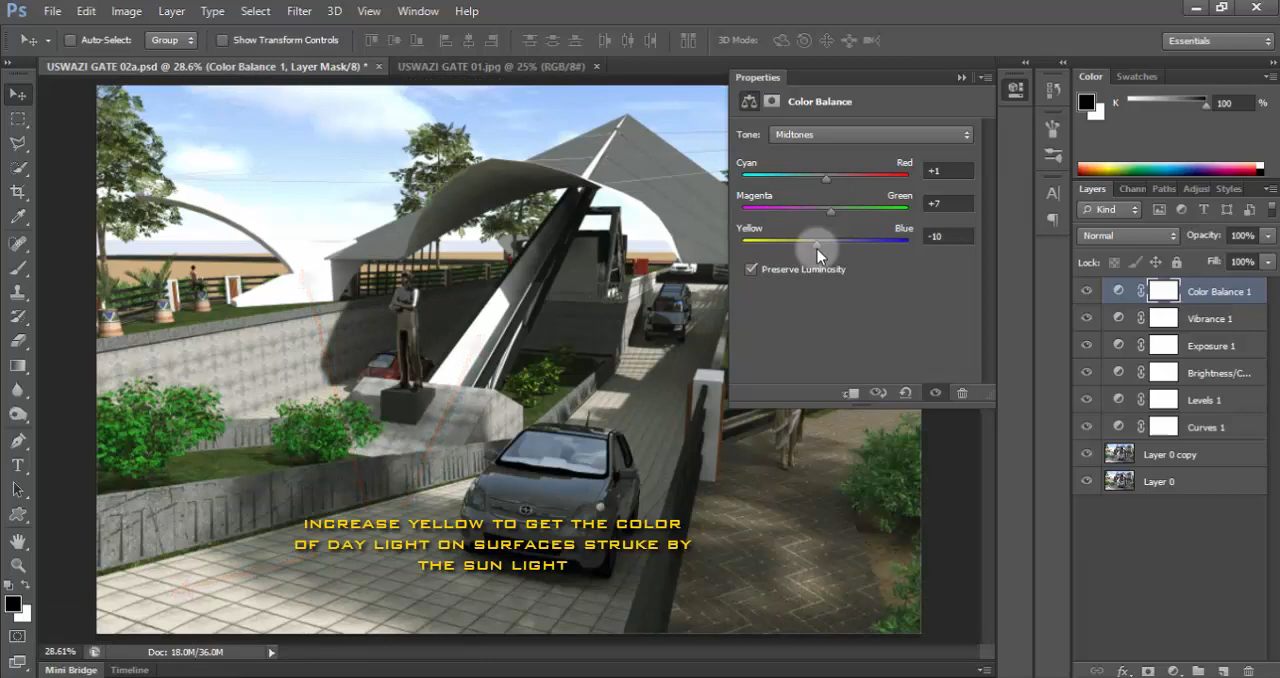 Ps File Edit Image Layer Type Select Filter 3D View Window Help
Auto-Select: Group Show Transform Controls 3D Mode: Essentials
USWAZI GATE 02a.psd @ 28.6% (Color Balance 1, Layer Mask/8) * × USWAZI GATE 01.jpg @ 25% (RGB/8#) ×
Properties
Color Balance
Tone: Midtones
Cyan Red
+1
Magenta Green
+7
Yellow Blue
-10
Preserve Luminosity
Color Swatches
K 100 %
Layers Chann Paths Adjust Styles
Kind
Normal Opacity: 100%
Lock: Fill: 100%
Color Balance 1
Vibrance 1
Exposure 1
Brightness/C...
Levels 1
Curves 1
Layer 0 copy
Layer 0
INCREASE YELLOW TO GET THE COLOR
OF DAY LIGHT ON SURFACES STRUKE BY
THE SUN LIGHT
28.61% Doc: 18.0M/36.0M
Mini Bridge Timeline